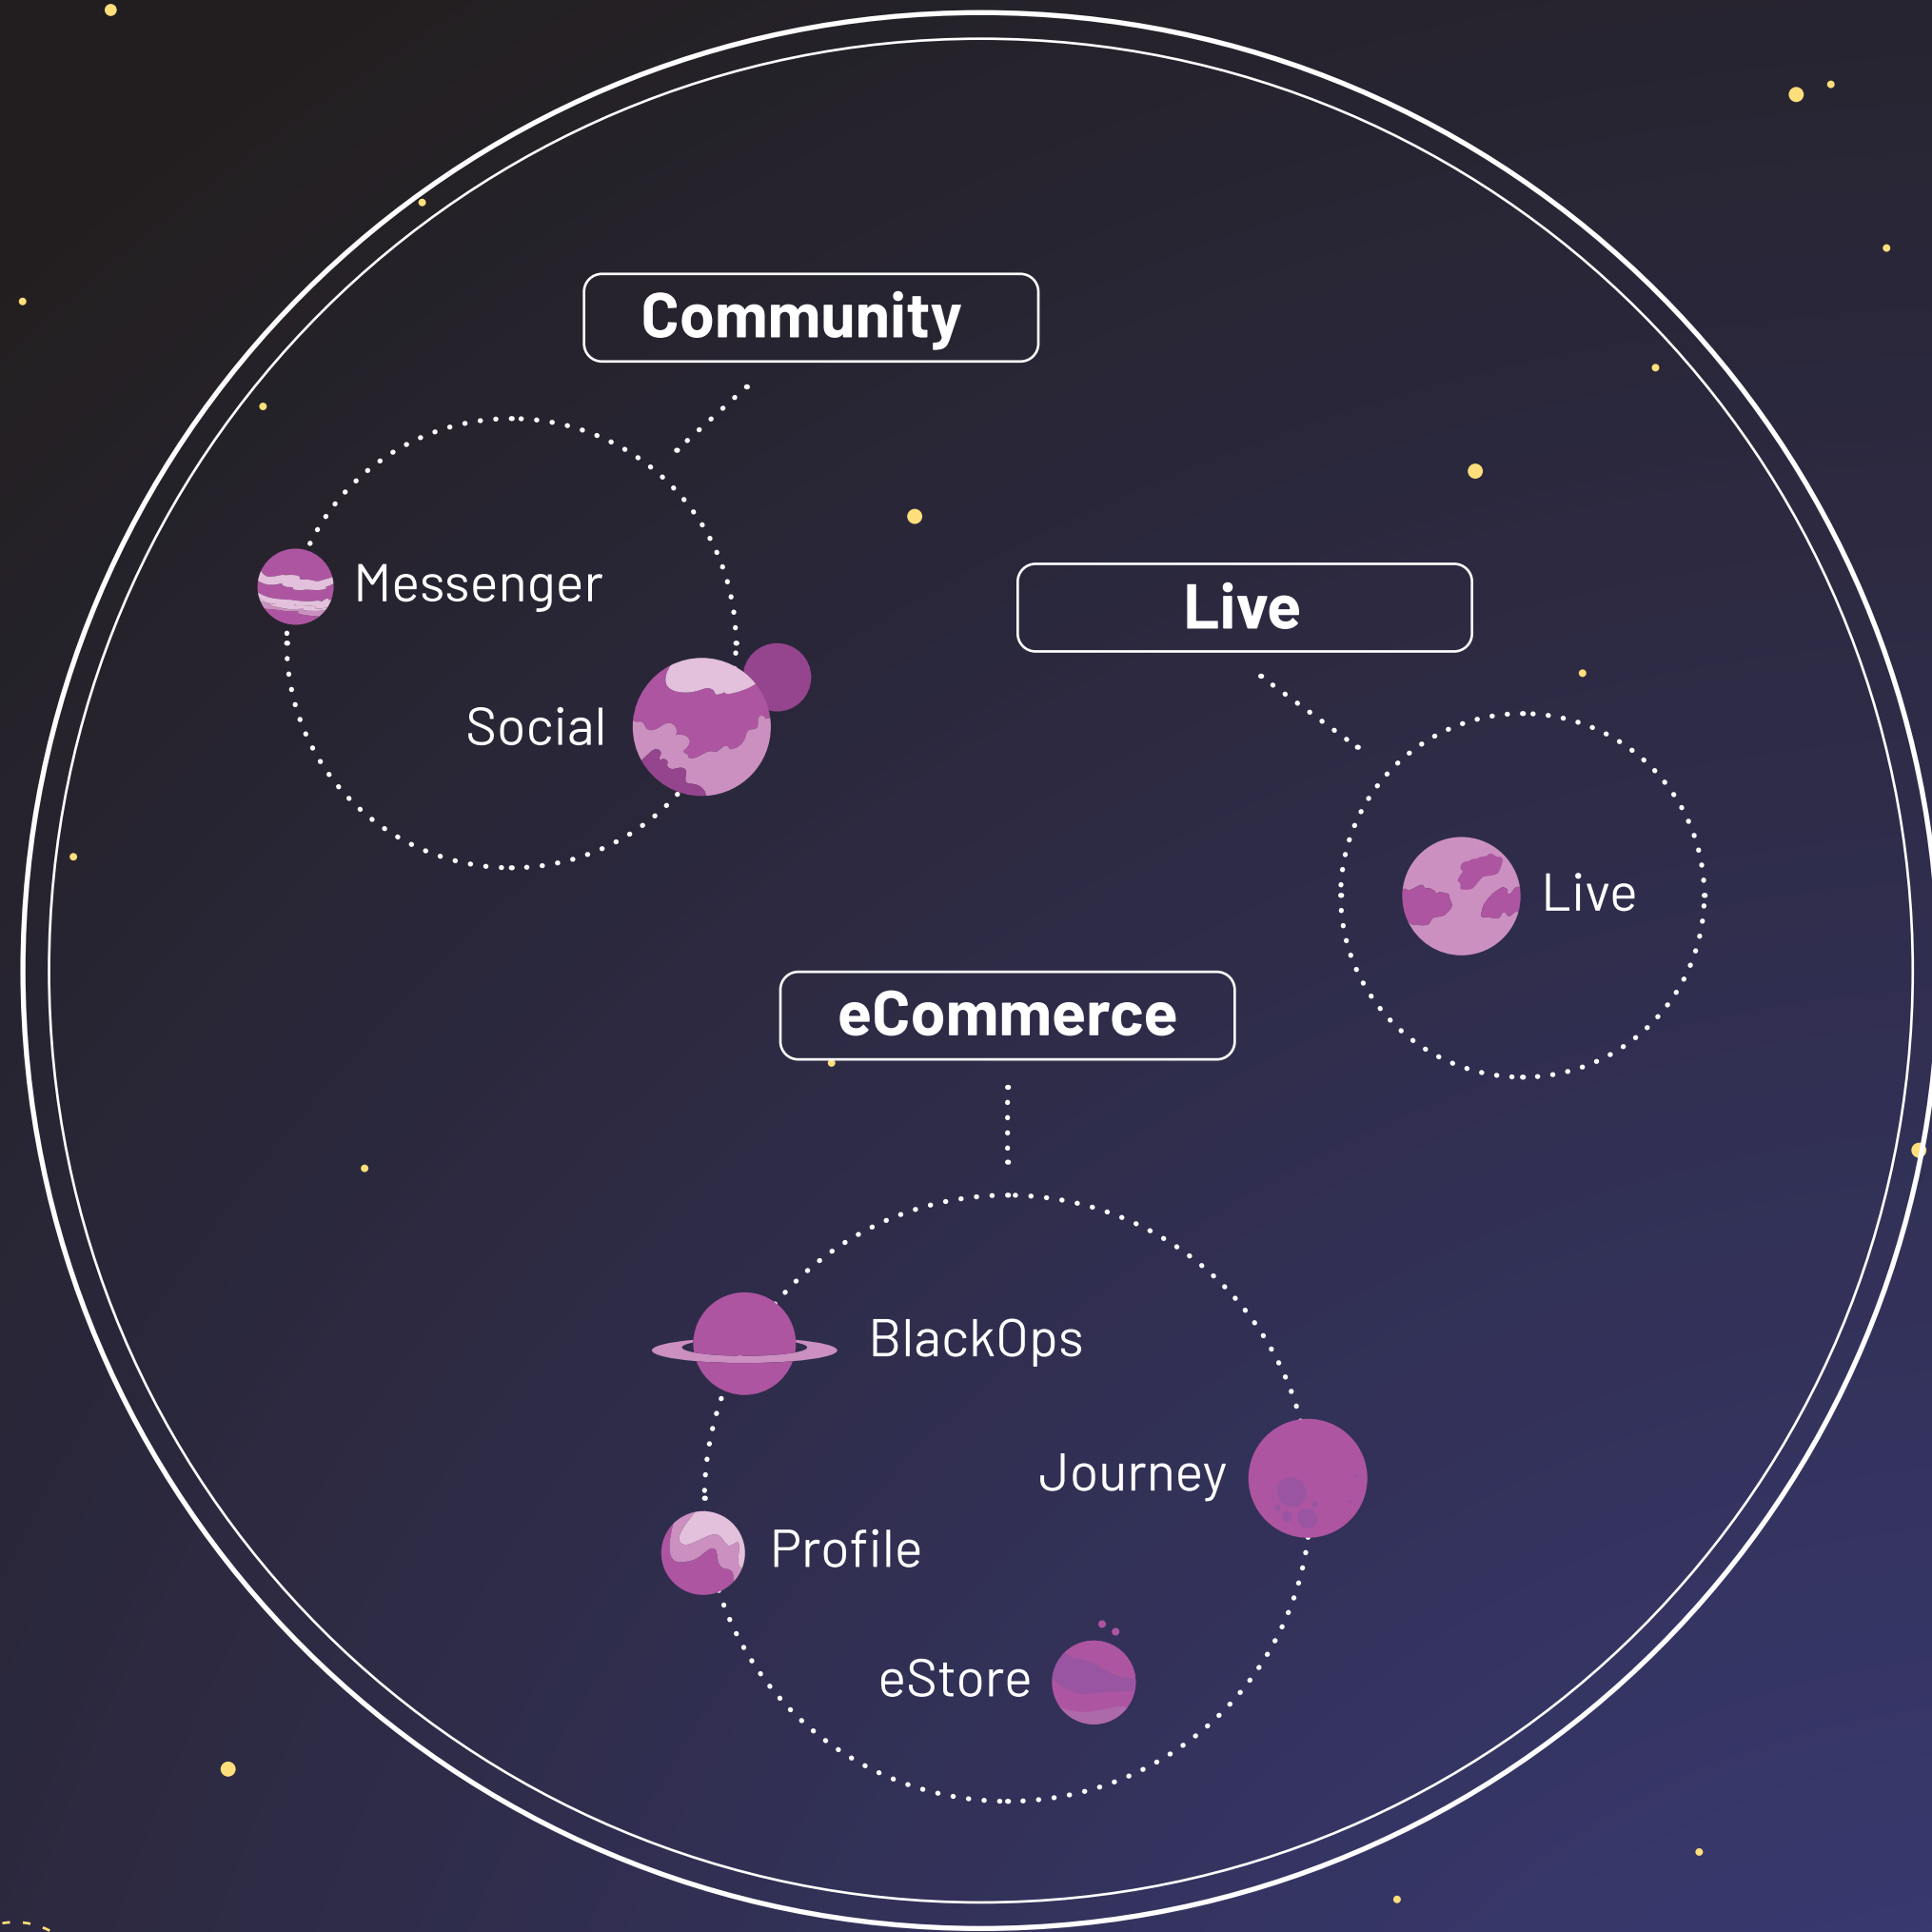 Community
Messenger
Social
Live
Live
eCommerce
BlackOps
Journey
Profile
eStore